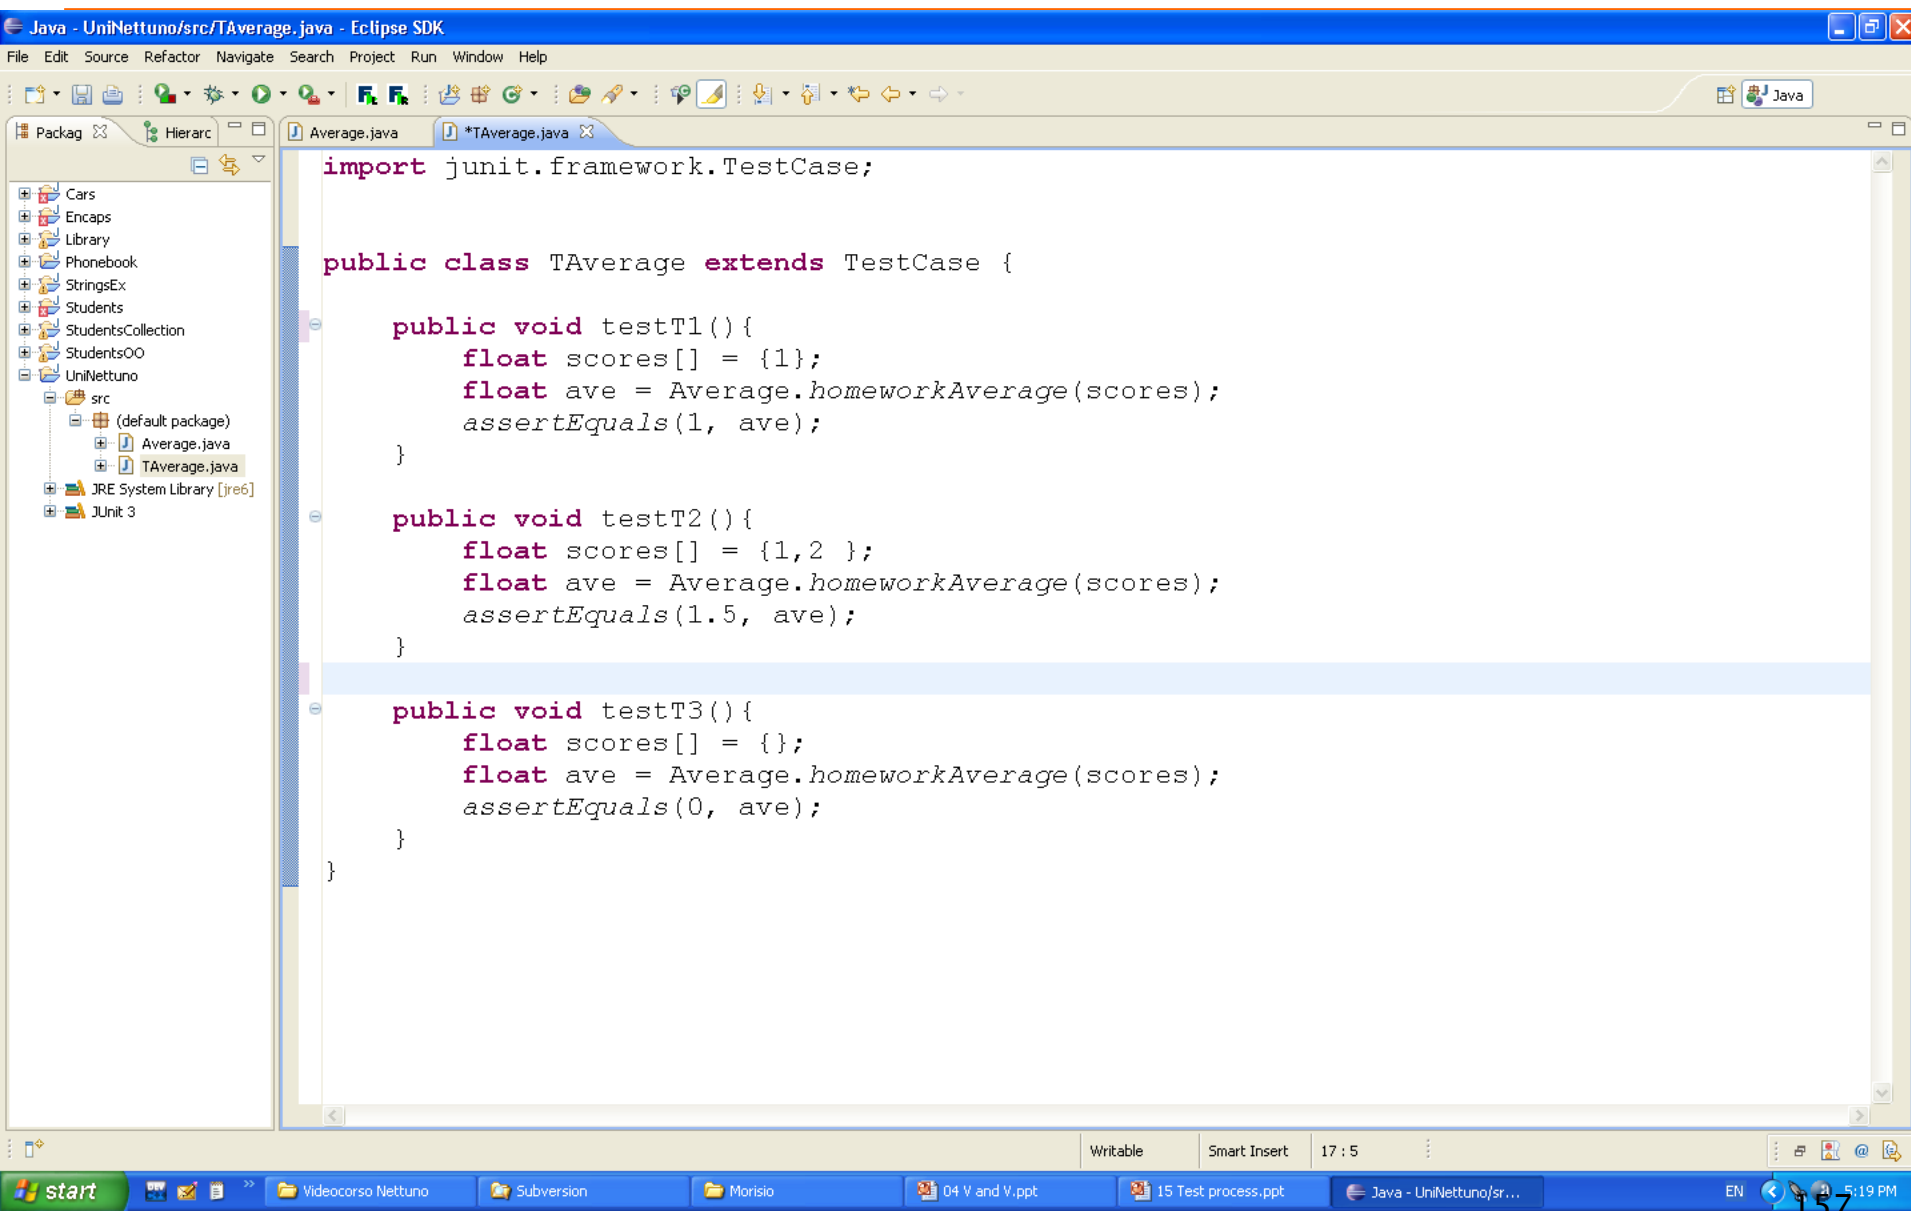 Java - UniNettuno/src/TAverage.java - Eclipse SDK
File Edit Source Refactor Navigate Search Project Run Window Help
Java
Packag
Hierarc
Average.java
*TAverage.java
Cars
Encaps
Library
Phonebook
StringsEx
Students
StudentsCollection
StudentsOO
UniNettuno
src
(default package)
Average.java
TAverage.java
JRE System Library [jre6]
JUnit 3
import junit.framework.TestCase;
public class TAverage extends TestCase {
public void testT1(){
float scores[] = {1};
float ave = Average.homeworkAverage(scores);
assertEquals(1, ave);
}
public void testT2(){
float scores[] = {1,2 };
float ave = Average.homeworkAverage(scores);
assertEquals(1.5, ave);
}
public void testT3(){
float scores[] = {};
float ave = Average.homeworkAverage(scores);
assertEquals(0, ave);
}
}
Writable Smart Insert 17 : 5
start Videocorso Nettuno Subversion Morisio 04 V and V.ppt 15 Test process.ppt Java - UniNettuno/sr... EN 5:19 PM
157